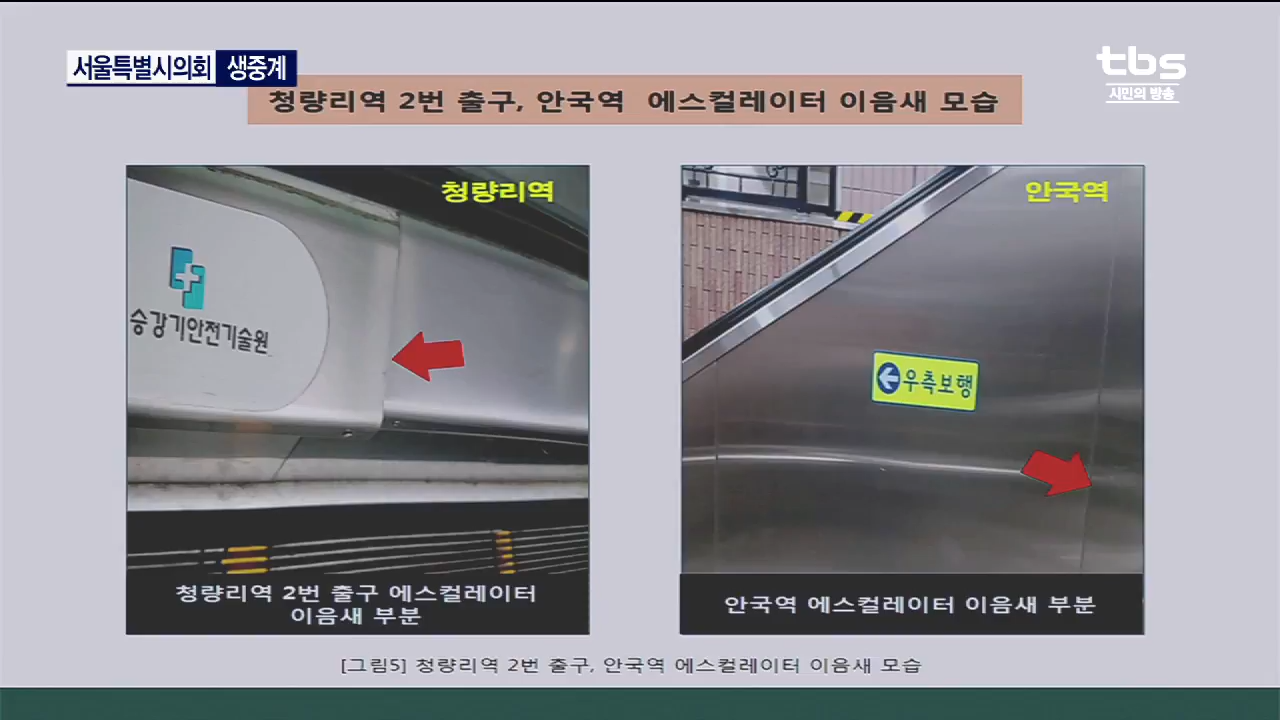 서울특별시의회 생중계
tbs
시민의 방송
청량리역 2번 출구, 안국역 에스컬레이터 이음새 모습
청량리역
승강기안전기술원
안국역
우측보행
청량리역 2번 출구 에스컬레이터
이음새 부분
안국역 에스컬레이터 이음새 부분
[그림5] 청량리역 2번 출구, 안국역 에스컬레이터 이음새 모습